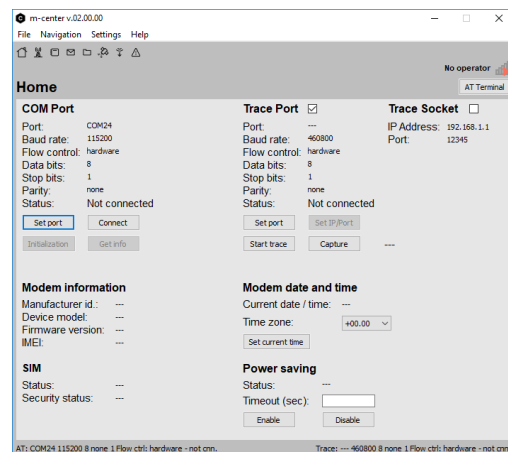 m-center v.02.00.00
File Navigation Settings Help
No operator
Home
AT Terminal
COM Port
Port: COM24
Baud rate: 115200
Flow control: hardware
Data bits: 8
Stop bits: 1
Parity: none
Status: Not connected
Set port Connect
Initialization Get info
Trace Port
Port: ---
Baud rate: 460800
Flow control: hardware
Data bits: 8
Stop bits: 1
Parity: none
Status: Not connected
Set port Set IP/Port
Start trace Capture ---
Trace Socket
IP Address: 192.168.1.1
Port: 12345
Modem information
Manufacturer id.: ---
Device model: ---
Firmware version: ---
IMEI: ---
Modem date and time
Current date / time: ---
Time zone: +00.00
Set current time
SIM
Status: ---
Security status: ---
Power saving
Status: ---
Timeout (sec):
Enable Disable
AT: COM24 115200 8 none 1 Flow ctrl: hardware - not cnn.
Trace: --- 460800 8 none 1 Flow ctrl: hardware - not cnn